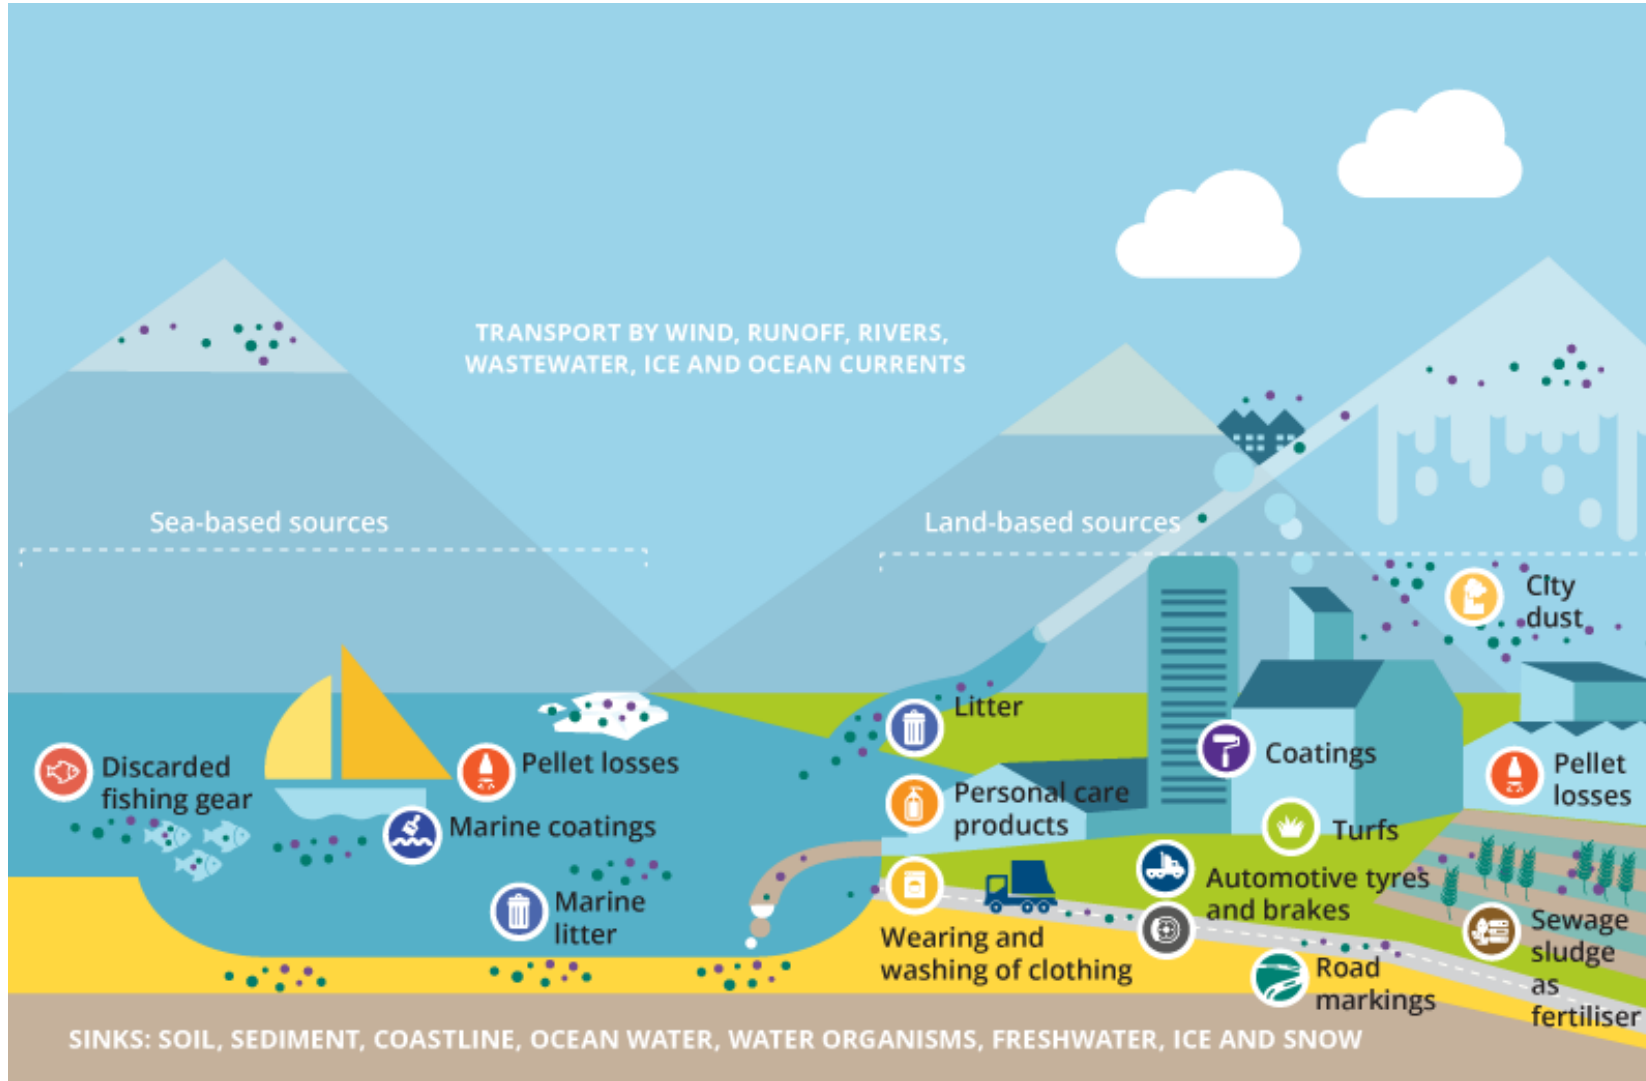 TRANSPORT BY WIND, RUNOFF, RIVERS,
WASTEWATER, ICE AND OCEAN CURRENTS
Sea-based sources
Land-based sources
City
dust
Litter
Discarded
fishing gear
Pellet losses
Marine coatings
Marine
litter
Personal care
products
Coatings
Pellet
losses
Turfs
Automotive tyres
and brakes
Wearing and
washing of clothing
Road
markings
Sewage
sludge
as
fertiliser
SINKS: SOIL, SEDIMENT, COASTLINE, OCEAN WATER, WATER ORGANISMS, FRESHWATER, ICE AND SNOW